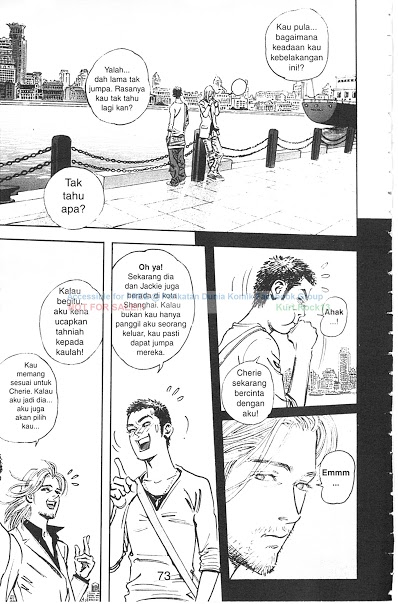 Kau pula...
bagaimana
keadaan kau
kebelakangan
ini!?
Yalah...
dah lama tak
jumpa. Rasanya
kau tak tahu
lagi kan?
Tak
tahu
apa?
Ahak
...
Cherie
sekarang
bercinta
dengan
aku!
Oh ya!
Sekarang dia
dan Jackie juga
berada di kota
Shanghai. Kalau
bukan kau hanya
panggil aku seorang
keluar, kau pasti
dapat jumpa
mereka.
Kalau
begitu,
aku kena
ucapkan
tahniah
kepada
kaulah!
Kau
memang
sesuai untuk
Cherie. Kalau
aku jadi dia...
aku juga
akan pilih
kau...
Emmm
...
73